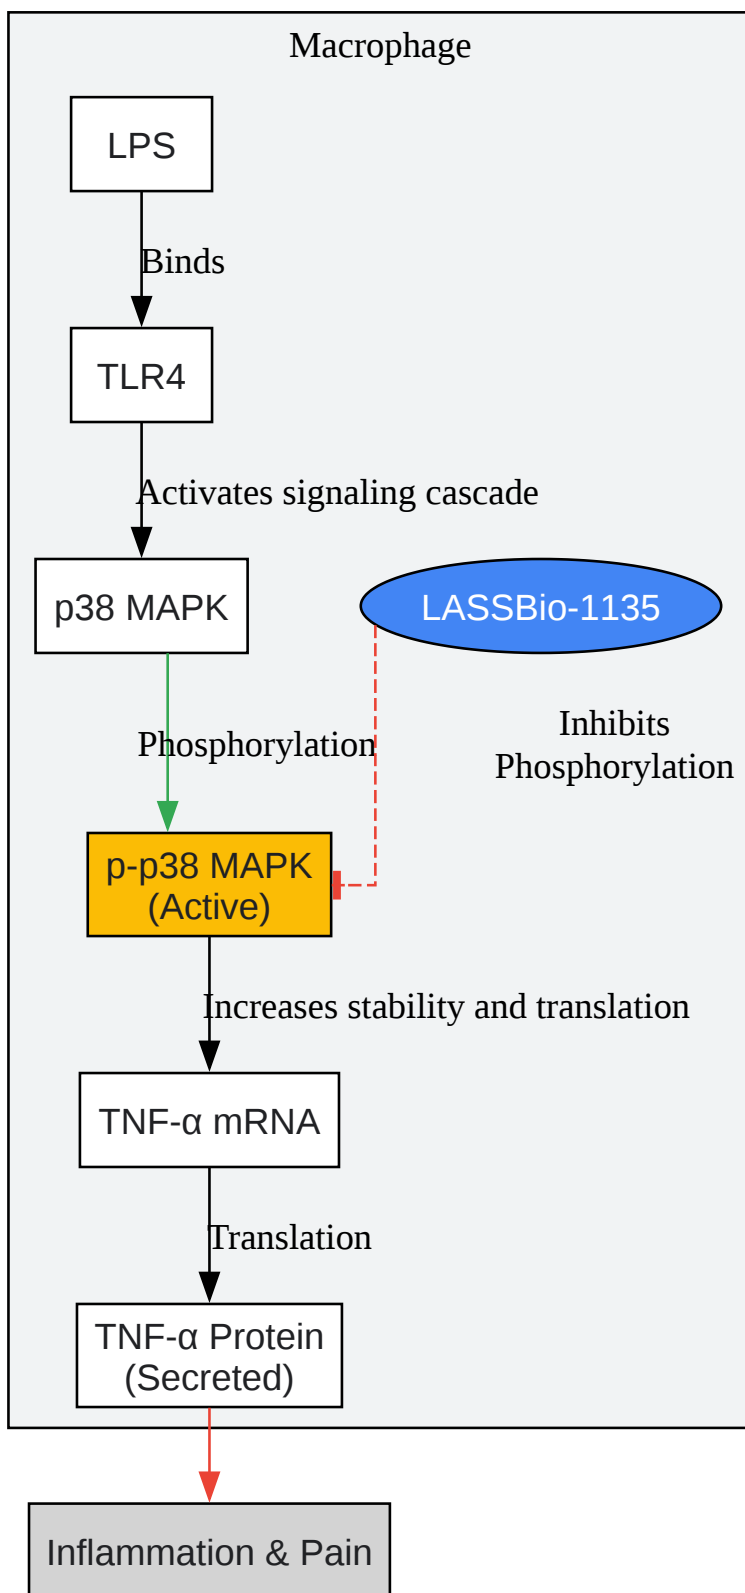 Macrophage
LPS
Binds
TLR4
Activates signaling cascade
p38 MAPK
LASSBio-1135
Phosphorylation
Inhibits
Phosphorylation
p-p38 MAPK
(Active)
Increases stability and translation
TNF-α mRNA
Translation
TNF-α Protein
(Secreted)
Inflammation & Pain